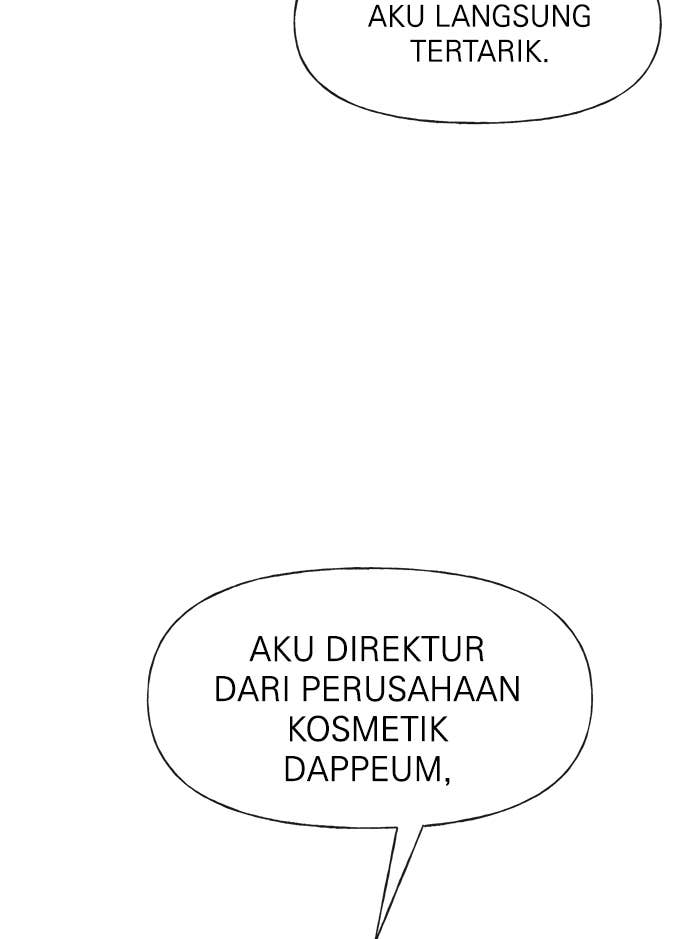 AKU LANGSUNG
TERTARIK.
AKU DIREKTUR
DARI PERUSAHAAN
KOSMETIK
DAPPEUM,